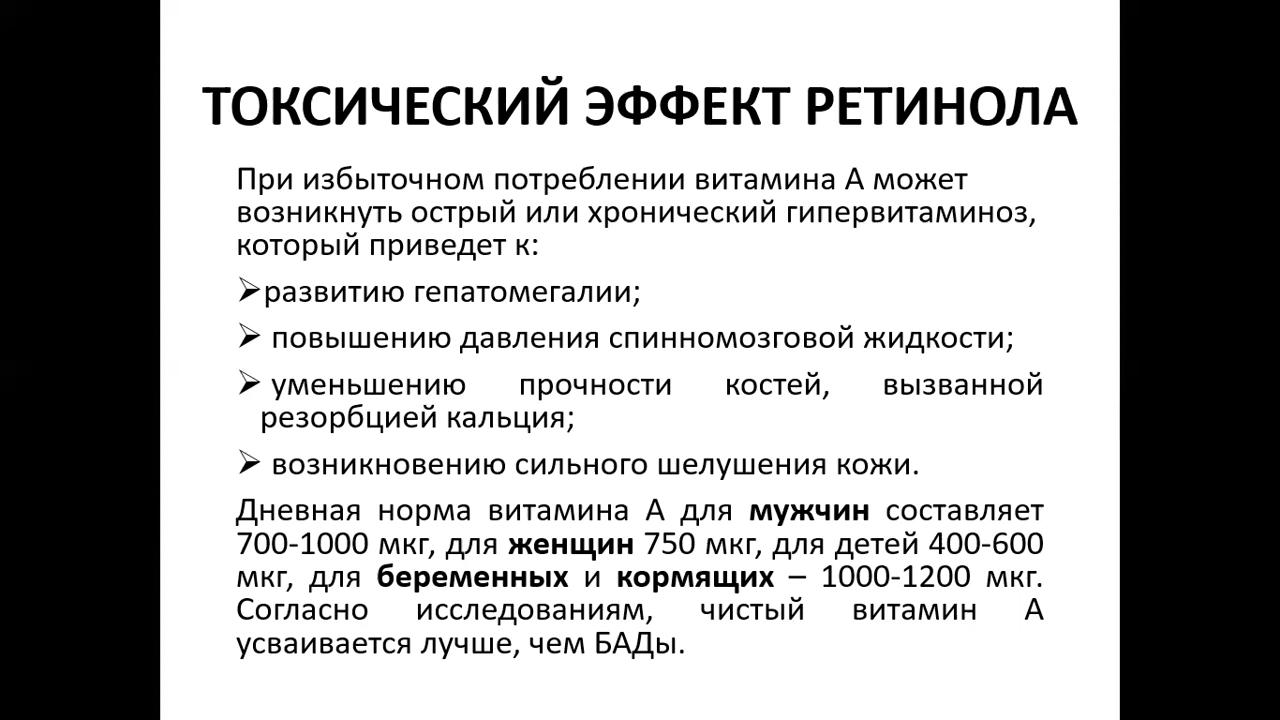 ТОКСИЧЕСКИЙ ЭФФЕКТ РЕТИНОЛА
При избыточном потреблении витамина А может
возникнуть острый или хронический гипервитаминоз,
который приведет к:
➢развитию гепатомегалии;
➢ повышению давления спинномозговой жидкости;
➢ уменьшению прочности костей, вызванной
резорбцией кальция;
➢ возникновению сильного шелушения кожи.
Дневная норма витамина А для мужчин составляет
700-1000 мкг, для женщин 750 мкг, для детей 400-600
мкг, для беременных и кормящих – 1000-1200 мкг.
Согласно исследованиям, чистый витамин А
усваивается лучше, чем БАДы.